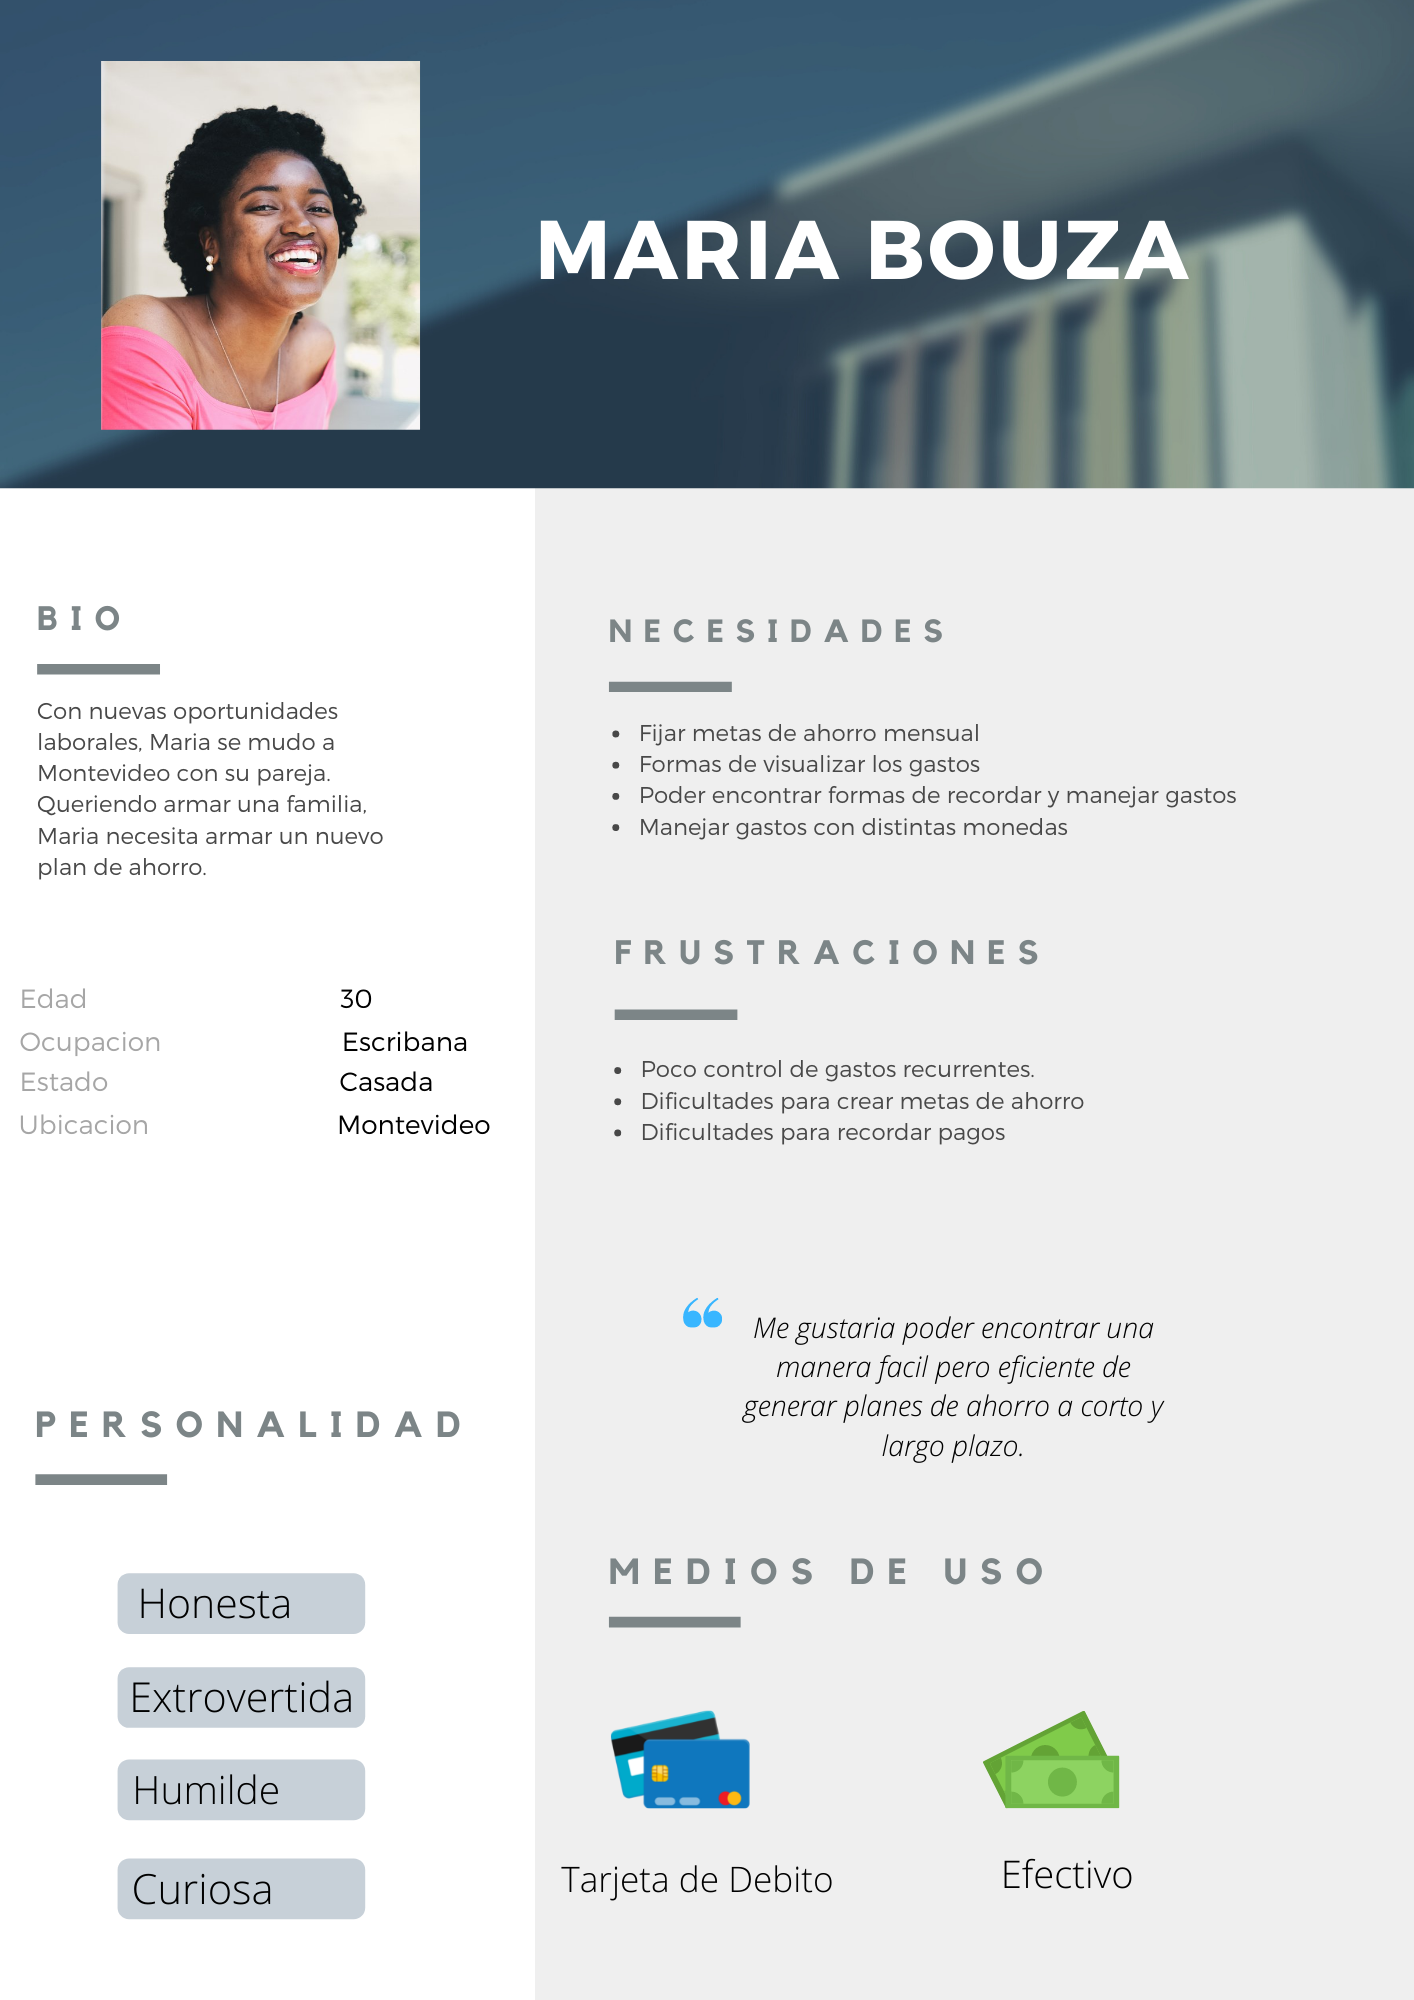 MARIA BOUZA
BIO
Con nuevas oportunidades
laborales, Maria se mudo a
Montevideo con su pareja.
Queriendo armar una familia,
Maria necesita armar un nuevo
plan de ahorro.
Edad 30
Ocupacion Escribana
Estado Casada
Ubicacion Montevideo
PERSONALIDAD
Honesta
Extrovertida
Humilde
Curiosa
NECESIDADES
• Fijar metas de ahorro mensual
• Formas de visualizar los gastos
• Poder encontrar formas de recordar y manejar gastos
• Manejar gastos con distintas monedas
FRUSTRACIONES
• Poco control de gastos recurrentes.
• Dificultades para crear metas de ahorro
• Dificultades para recordar pagos
“ Me gustaria poder encontrar una
manera facil pero eficiente de
generar planes de ahorro a corto y
largo plazo.
MEDIOS DE USO
Tarjeta de Debito
Efectivo